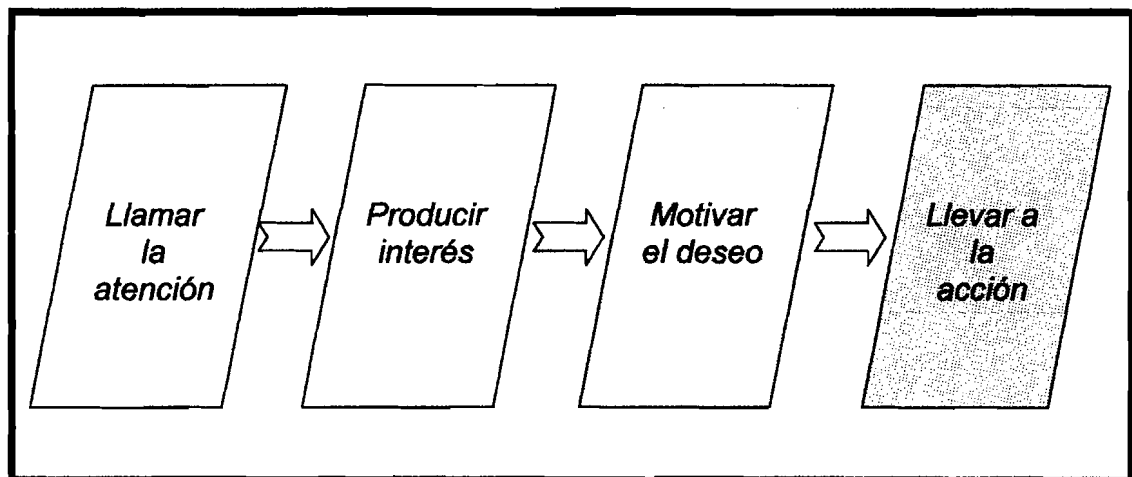 Llamar
la
atención
Producir
interés
Motivar
el deseo
Llevar a
la
acción